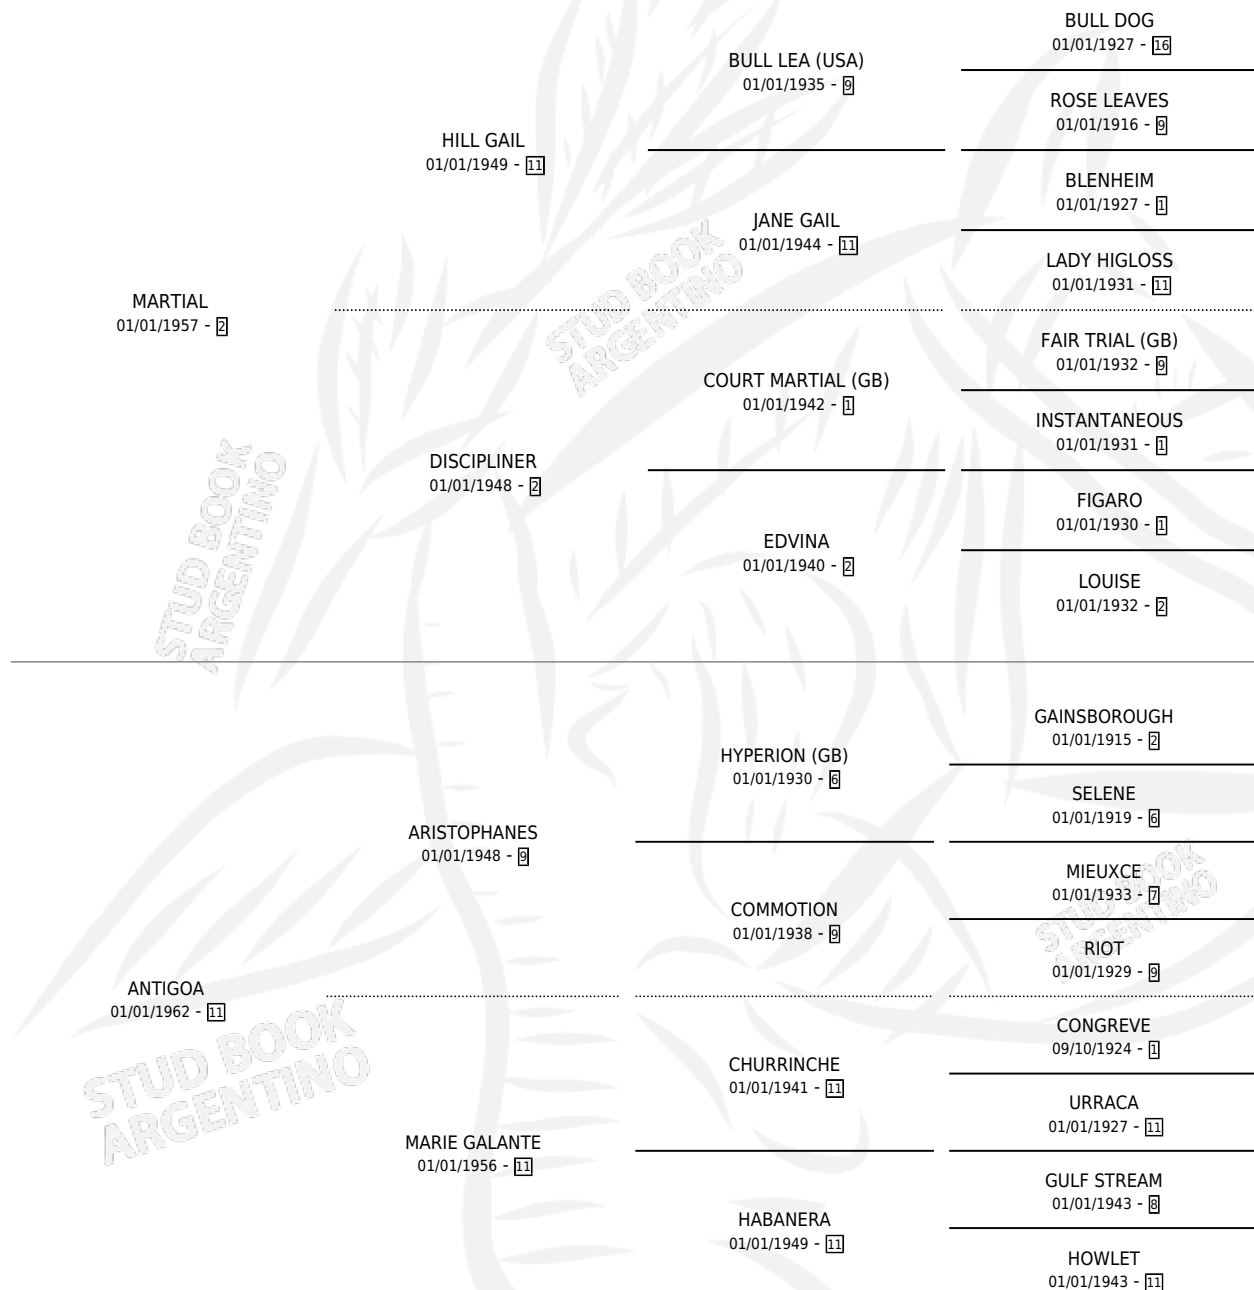 BULL DOG
01/01/1927 - 16
BULL LEA (USA)
01/01/1935 - 9
ROSE LEAVES
01/01/1916 - 9
HILL GAIL
01/01/1949 - 11
BLENHEIM
01/01/1927 - 1
JANE GAIL
01/01/1944 - 11
LADY HIGLOSS
01/01/1931 - 11
MARTIAL
01/01/1957 - 2
STUD BOOK
ARGENTINO
FAIR TRIAL (GB)
01/01/1932 - 9
COURT MARTIAL (GB)
01/01/1942 - 1
INSTANTANEOUS
01/01/1931 - 1
DISCIPLINER
01/01/1948 - 2
FIGARO
01/01/1930 - 1
EDVINA
01/01/1940 - 2
LOUISE
01/01/1932 - 2
STUD BOOK
ARGENTINO
GAINSBOROUGH
01/01/1915 - 2
HYPERION (GB)
01/01/1930 - 6
SELENE
01/01/1919 - 6
ARISTOPHANES
01/01/1948 - 9
MIEUXCE
01/01/1933 - 7
COMMOTION
01/01/1938 - 9
RIOT
01/01/1929 - 9
STUD BOOK
ARGENTINO
ANTIGOA
01/01/1962 - 11
CONGREVE
09/10/1924 - 1
CHURRINCHE
01/01/1941 - 11
URRACA
01/01/1927 - 11
STUD BOOK
ARGENTINO
MARIE GALANTE
01/01/1956 - 11
GULF STREAM
01/01/1943 - 8
HABANERA
01/01/1949 - 11
HOWLET
01/01/1943 - 11